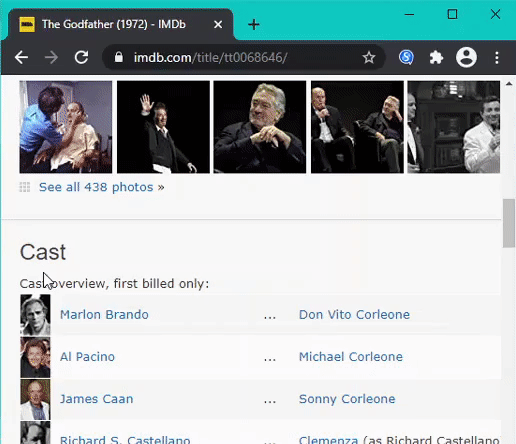 IMDb
The Godfather (1972) - IMDb
imdb.com/title/tt0068646/
See all 438 photos »
Cast
Cast overview, first billed only:
Marlon Brando ... Don Vito Corleone
Al Pacino ... Michael Corleone
James Caan ... Sonny Corleone
Richard S. Castellano ... Clemenza (as Richard Castellano